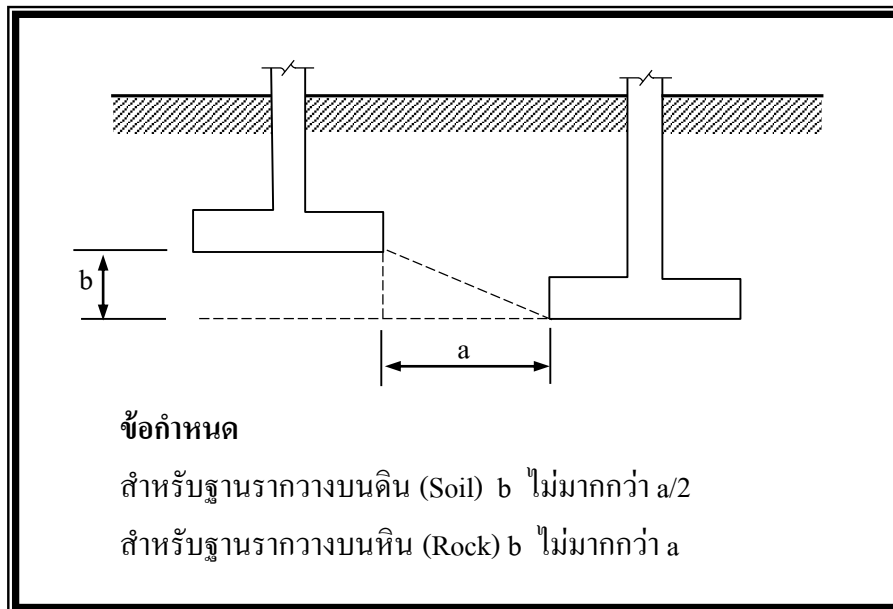 b
a
ข้อกำหนด
สำหรับฐานรากวางบนดิน (Soil) b ไม่มากกว่า a/2
สำหรับฐานรากวางบนหิน (Rock) b ไม่มากกว่า a